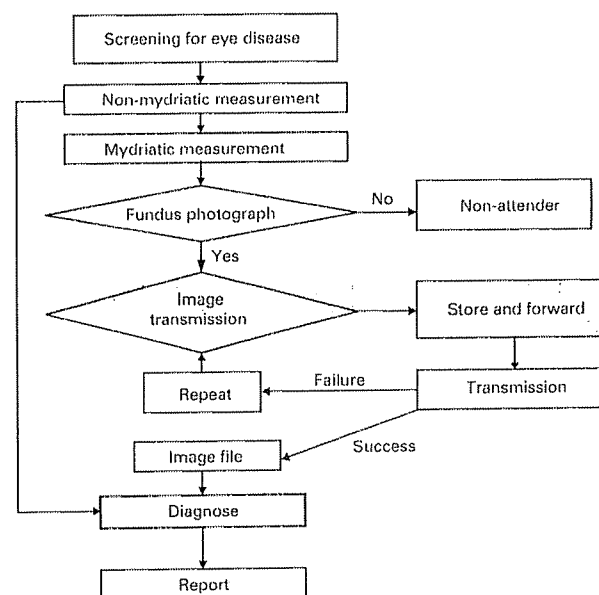 Screening for eye disease
Non-mydriatic measurement
Mydriatic measurement
Fundus photograph
No
Non-attender
Yes
Image
transmission
Store and forward
Repeat
Failure
Transmission
Success
Image file
Diagnose
Report